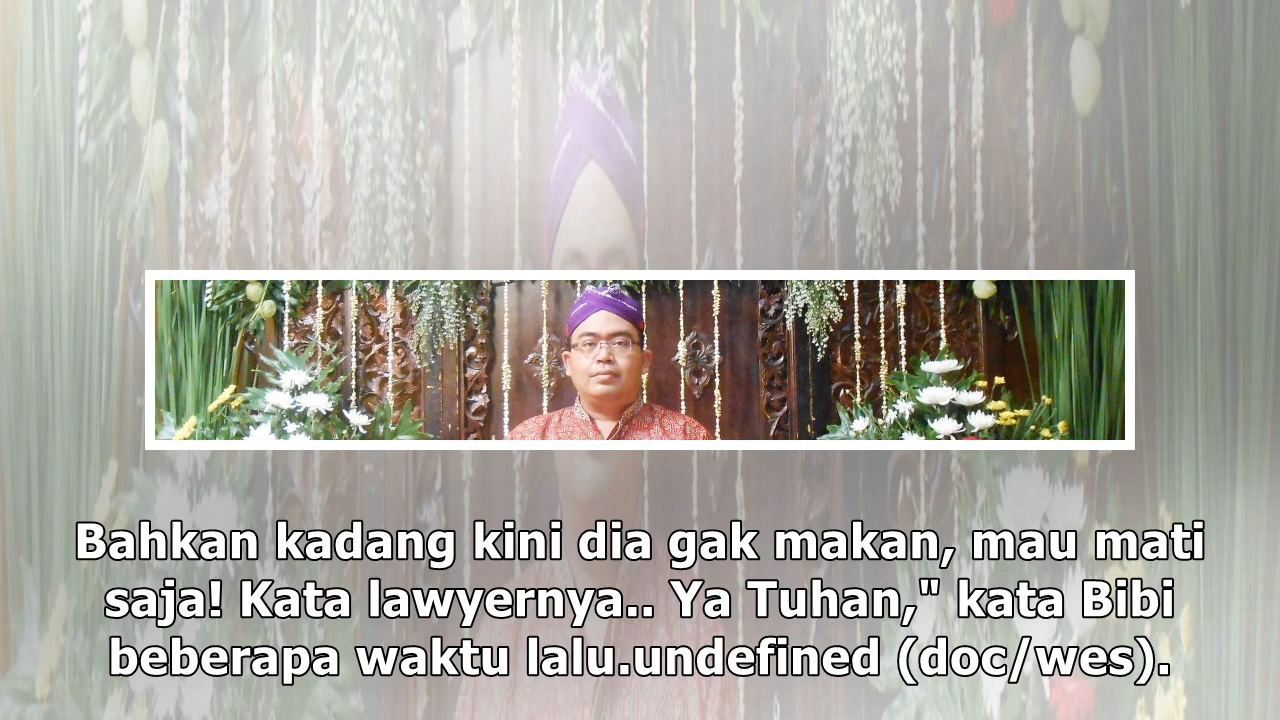 Bahkan kadang kini dia gak makan, mau mati
saja! Kata lawyernya.. Ya Tuhan," kata Bibi
beberapa waktu lalu.undefined (doc/wes).